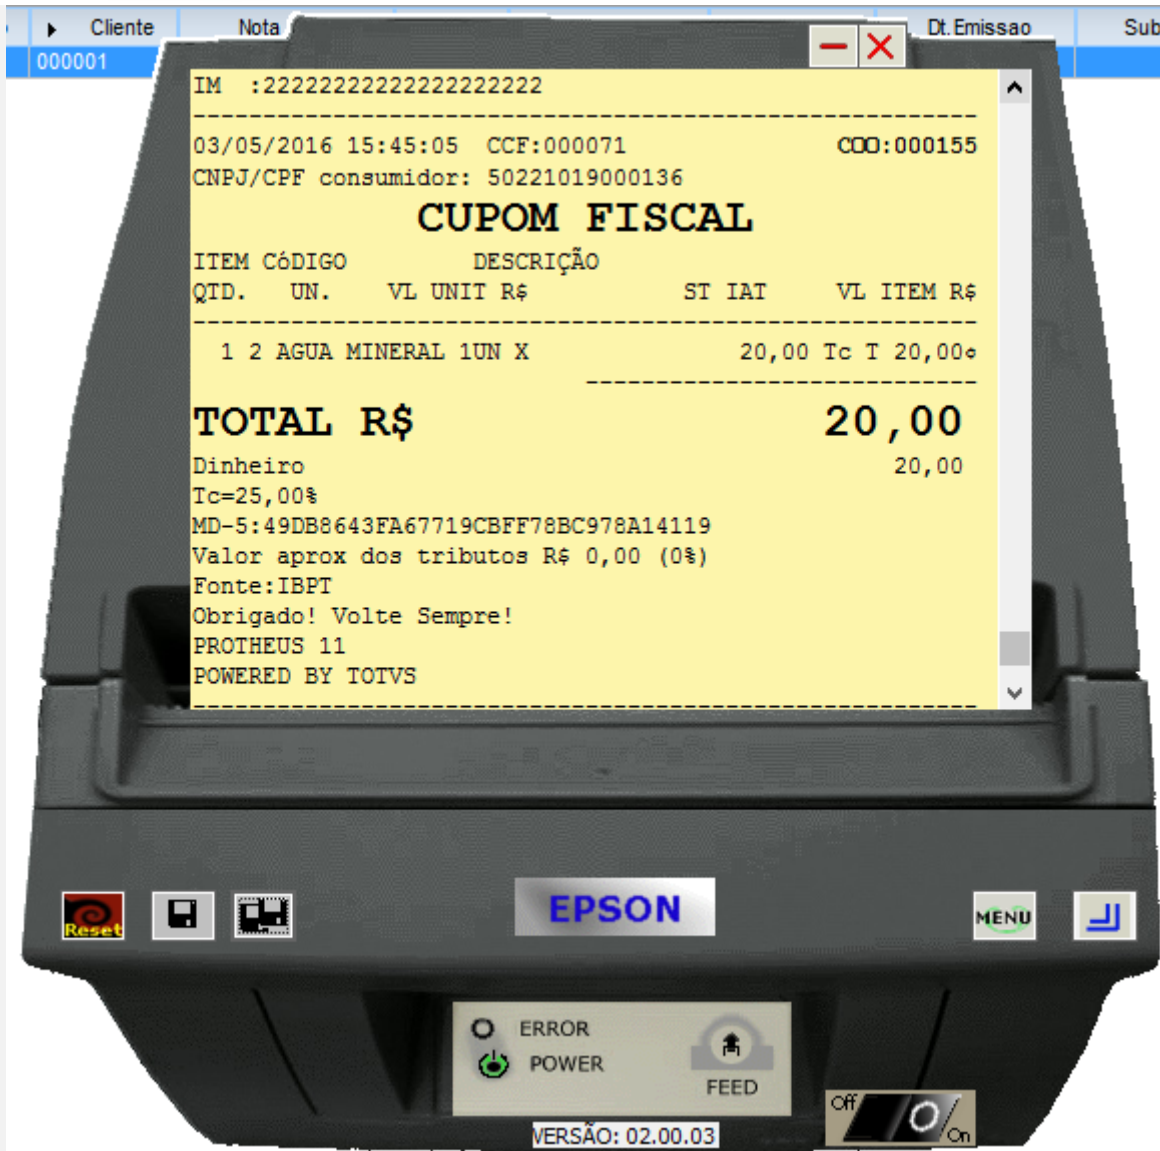 Cliente Nota Dt.Emissao Sub
000001
IM :22222222222222222222
--------------------------------------------------------
03/05/2016 15:45:05 CCF:000071 COO:000155
CNPJ/CPF consumidor: 50221019000136
CUPOM FISCAL
ITEM CóDIGO DESCRIÇÃO
QTD. UN. VL UNIT R$ ST IAT VL ITEM R$
--------------------------------------------------------
1 2 AGUA MINERAL 1UN X 20,00 Tc T 20,00¢
----------------------------
TOTAL R$ 20,00
Dinheiro 20,00
Tc=25,00%
MD-5:49DB8643FA67719CBFF78BC978A14119
Valor aprox dos tributos R$ 0,00 (0%)
Fonte:IBPT
Obrigado! Volte Sempre!
PROTHEUS 11
POWERED BY TOTVS
--------------------------------------------------------
Reset EPSON MENU
ERROR
POWER
FEED
Off On
VERSÃO: 02.00.03